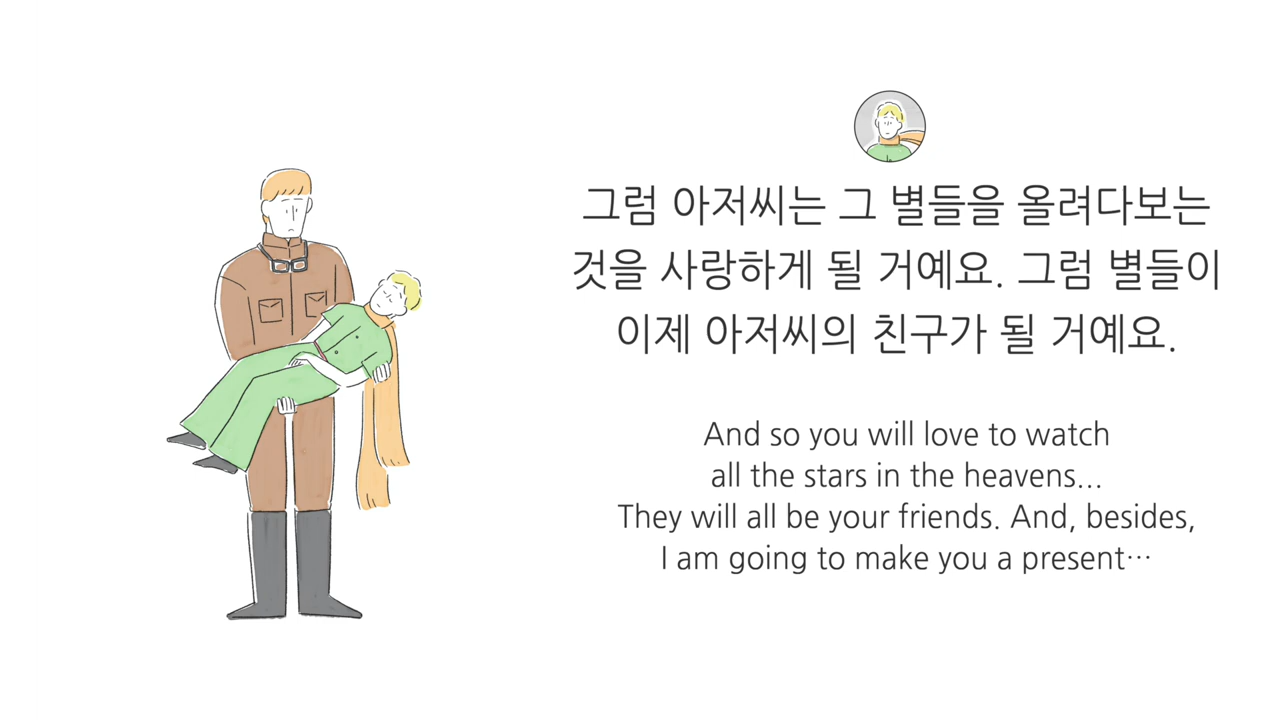 그럼 아저씨는 그 별들을 올려다보는
것을 사랑하게 될 거예요. 그럼 별들이
이제 아저씨의 친구가 될 거예요.
And so you will love to watch
all the stars in the heavens...
They will all be your friends. And, besides,
I am going to make you a present…